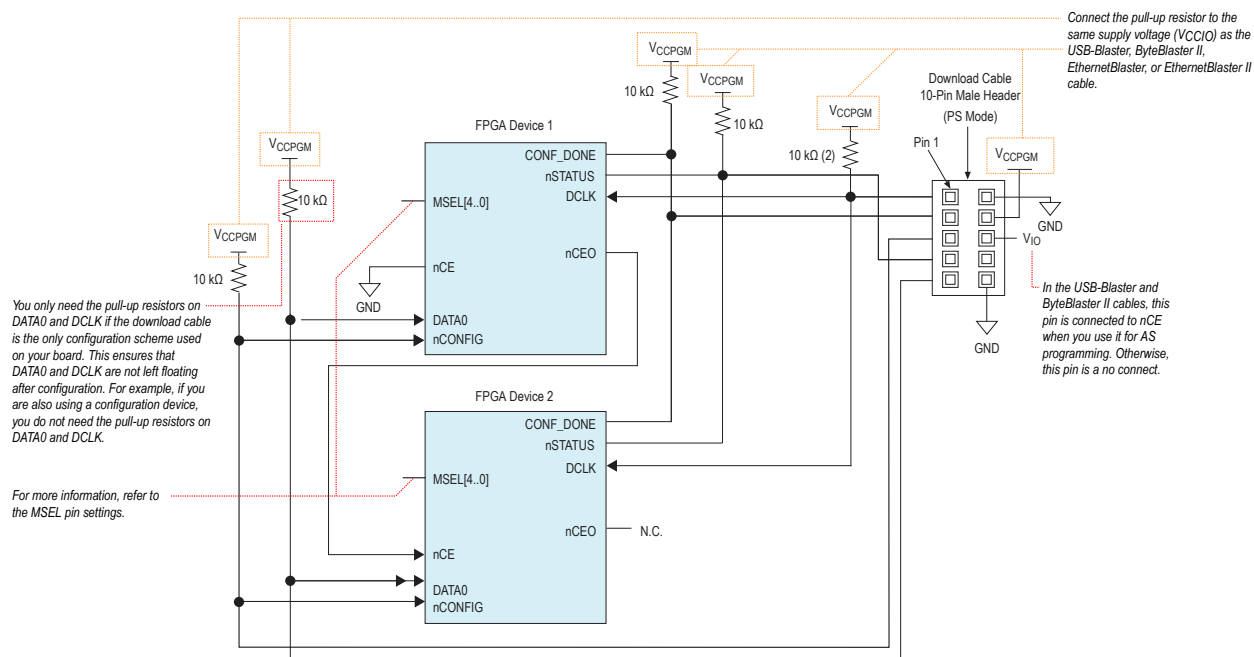 Connect the pull-up resistor to the
same supply voltage (VCCIO) as the
USB-Blaster, ByteBlaster II,
EthernetBlaster, or EthernetBlaster II
cable.
VCCPGM
10 kΩ
VCCPGM
10 kΩ
VCCPGM
10 kΩ (2)
Download Cable
10-Pin Male Header
(PS Mode)
Pin 1
VCCPGM
GND
VIO
GND
In the USB-Blaster and
ByteBlaster II cables, this
pin is connected to nCE
when you use it for AS
programming. Otherwise,
this pin is a no connect.
VCCPGM
10 kΩ
VCCPGM
10 kΩ
You only need the pull-up resistors on
DATA0 and DCLK if the download cable
is the only configuration scheme used
on your board. This ensures that
DATA0 and DCLK are not left floating
after configuration. For example, if you
are also using a configuration device,
you do not need the pull-up resistors on
DATA0 and DCLK.
For more information, refer to
the MSEL pin settings.
FPGA Device 1
CONF_DONE
nSTATUS
DCLK
MSEL[4..0]
nCEO
nCE
GND
DATA0
nCONFIG
FPGA Device 2
CONF_DONE
nSTATUS
DCLK
MSEL[4..0]
nCEO
N.C.
nCE
DATA0
nCONFIG